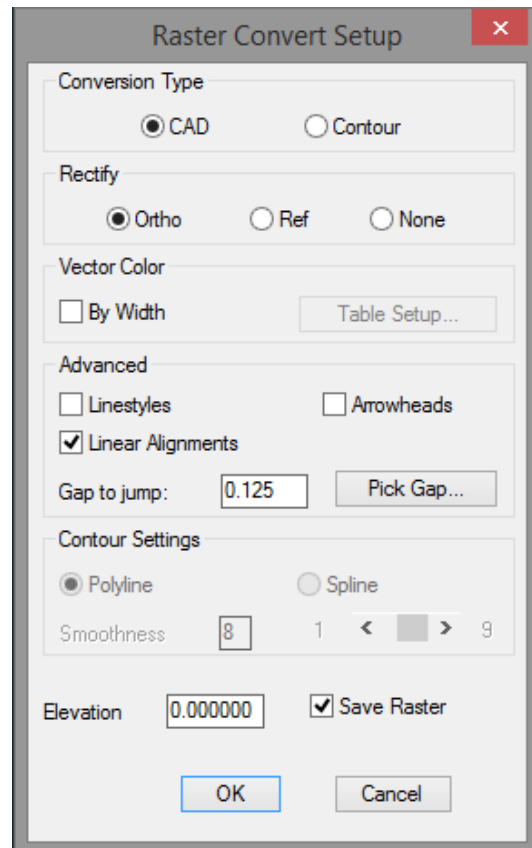 Raster Convert Setup
Conversion Type
CAD Contour
Rectify
Ortho Ref None
Vector Color
By Width Table Setup...
Advanced
Linestyles Arrowheads
Linear Alignments
Gap to jump: 0.125 Pick Gap...
Contour Settings
Polyline Spline
Smoothness 8 1 < > 9
Elevation 0.000000 Save Raster
OK Cancel